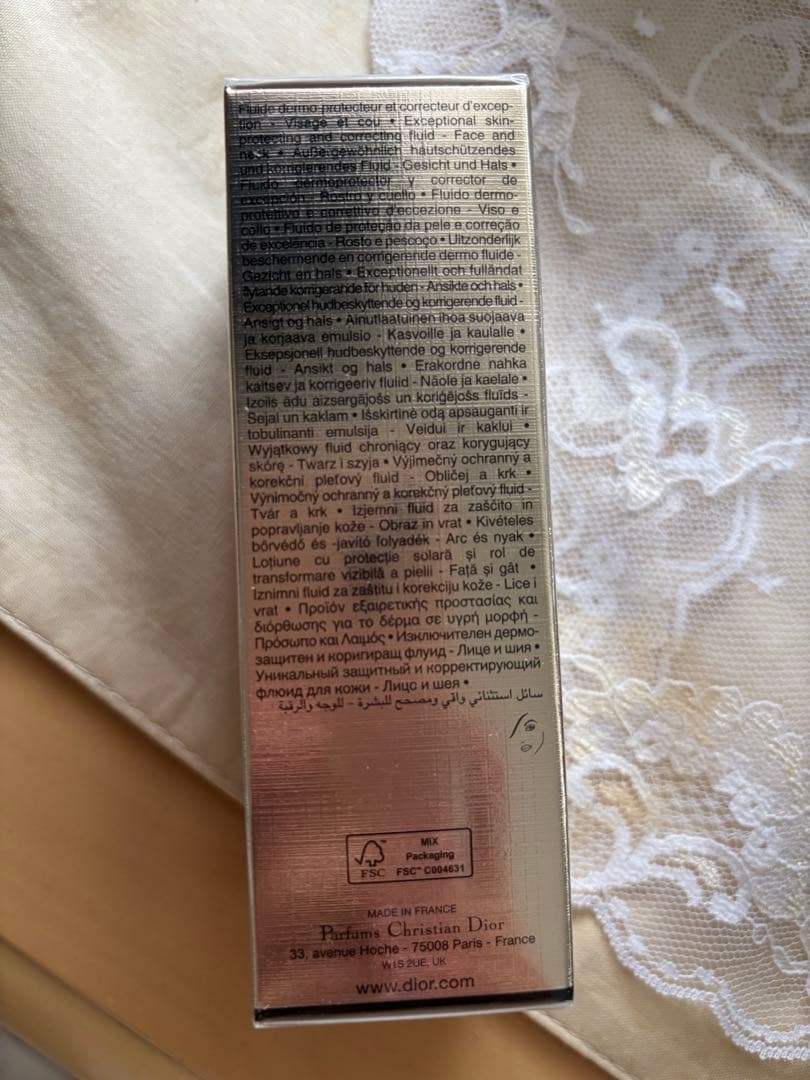 Fluide dermo-protecteur et correcteur d'excep-
tion - Visage et cou • Exceptional skin-
protecting and correcting fluid - Face and
neck • Außergewöhnlich hautschützendes
und korrigierendes Fluid - Gesicht und Hals •
Fluido dermoprotector y corrector de
excepción - Rostro y cuello • Fluido dermo-
protettivo e correttivo d'eccezione - Viso e
collo • Fluido de proteção da pele e correção
de excelência - Rosto e pescoço • Uitzonderlijk
beschermende en corrigerende dermo fluide -
Gezicht en hals • Exceptionellt och fulländat
flytande korrigerande för huden - Ansikte och hals •
Exceptionel hudbeskyttende og korrigerende fluid -
Ansigt og hals • Ainutlaatuinen ihoa suojaava
ja korjaava emulsio - Kasvoille ja kaulalle •
Eksepsjonell hudbeskyttende og korrigerende
fluid - Ansikt og hals • Erakordne nahka
kaitsev ja korrigeeriv fluiid - Näole ja kaelale •
Izcils ādu aizsargājošs un koriģējošs fluīds -
Sejai un kaklam • Išskirtinė odą apsauganti ir
tobulinanti emulsija - Veidui ir kaklui •
Wyjątkowy fluid chroniący oraz korygujący
skórę - Twarz i szyja • Výjimečný ochranný a
korekční pleťový fluid - Obličej a krk •
Výnimočný ochranný a korekčný pleťový fluid -
Tvár a krk • Izjemni fluid za zaščito in
popravljanje kože - Obraz in vrat • Kivételes
bőrvédő és -javító folyadék - Arc és nyak •
Loțiune cu protecție solară și rol de
transformare vizibilă a pielii - Față și gât •
Iznimni fluid za zaštitu i korekciju kože - Lice i
vrat • Προϊόν εξαιρετικής προστασίας και
διόρθωσης για το δέρμα σε υγρή μορφή -
Πρόσωπο και Λαιμός • Изключителен дермо-
защитен и коригиращ флуид - Лице и шия •
Уникальный защитный и корректирующий
флюид для кожи - Лицо и шея •
سائل استثنائي واقي ومصحح للبشرة - للوجه والرقبة
MIX
Packaging
FSC FSC™ C004631
MADE IN FRANCE
Parfums Christian Dior
33, avenue Hoche - 75008 Paris - France
W1S 2UE, UK
www.dior.com